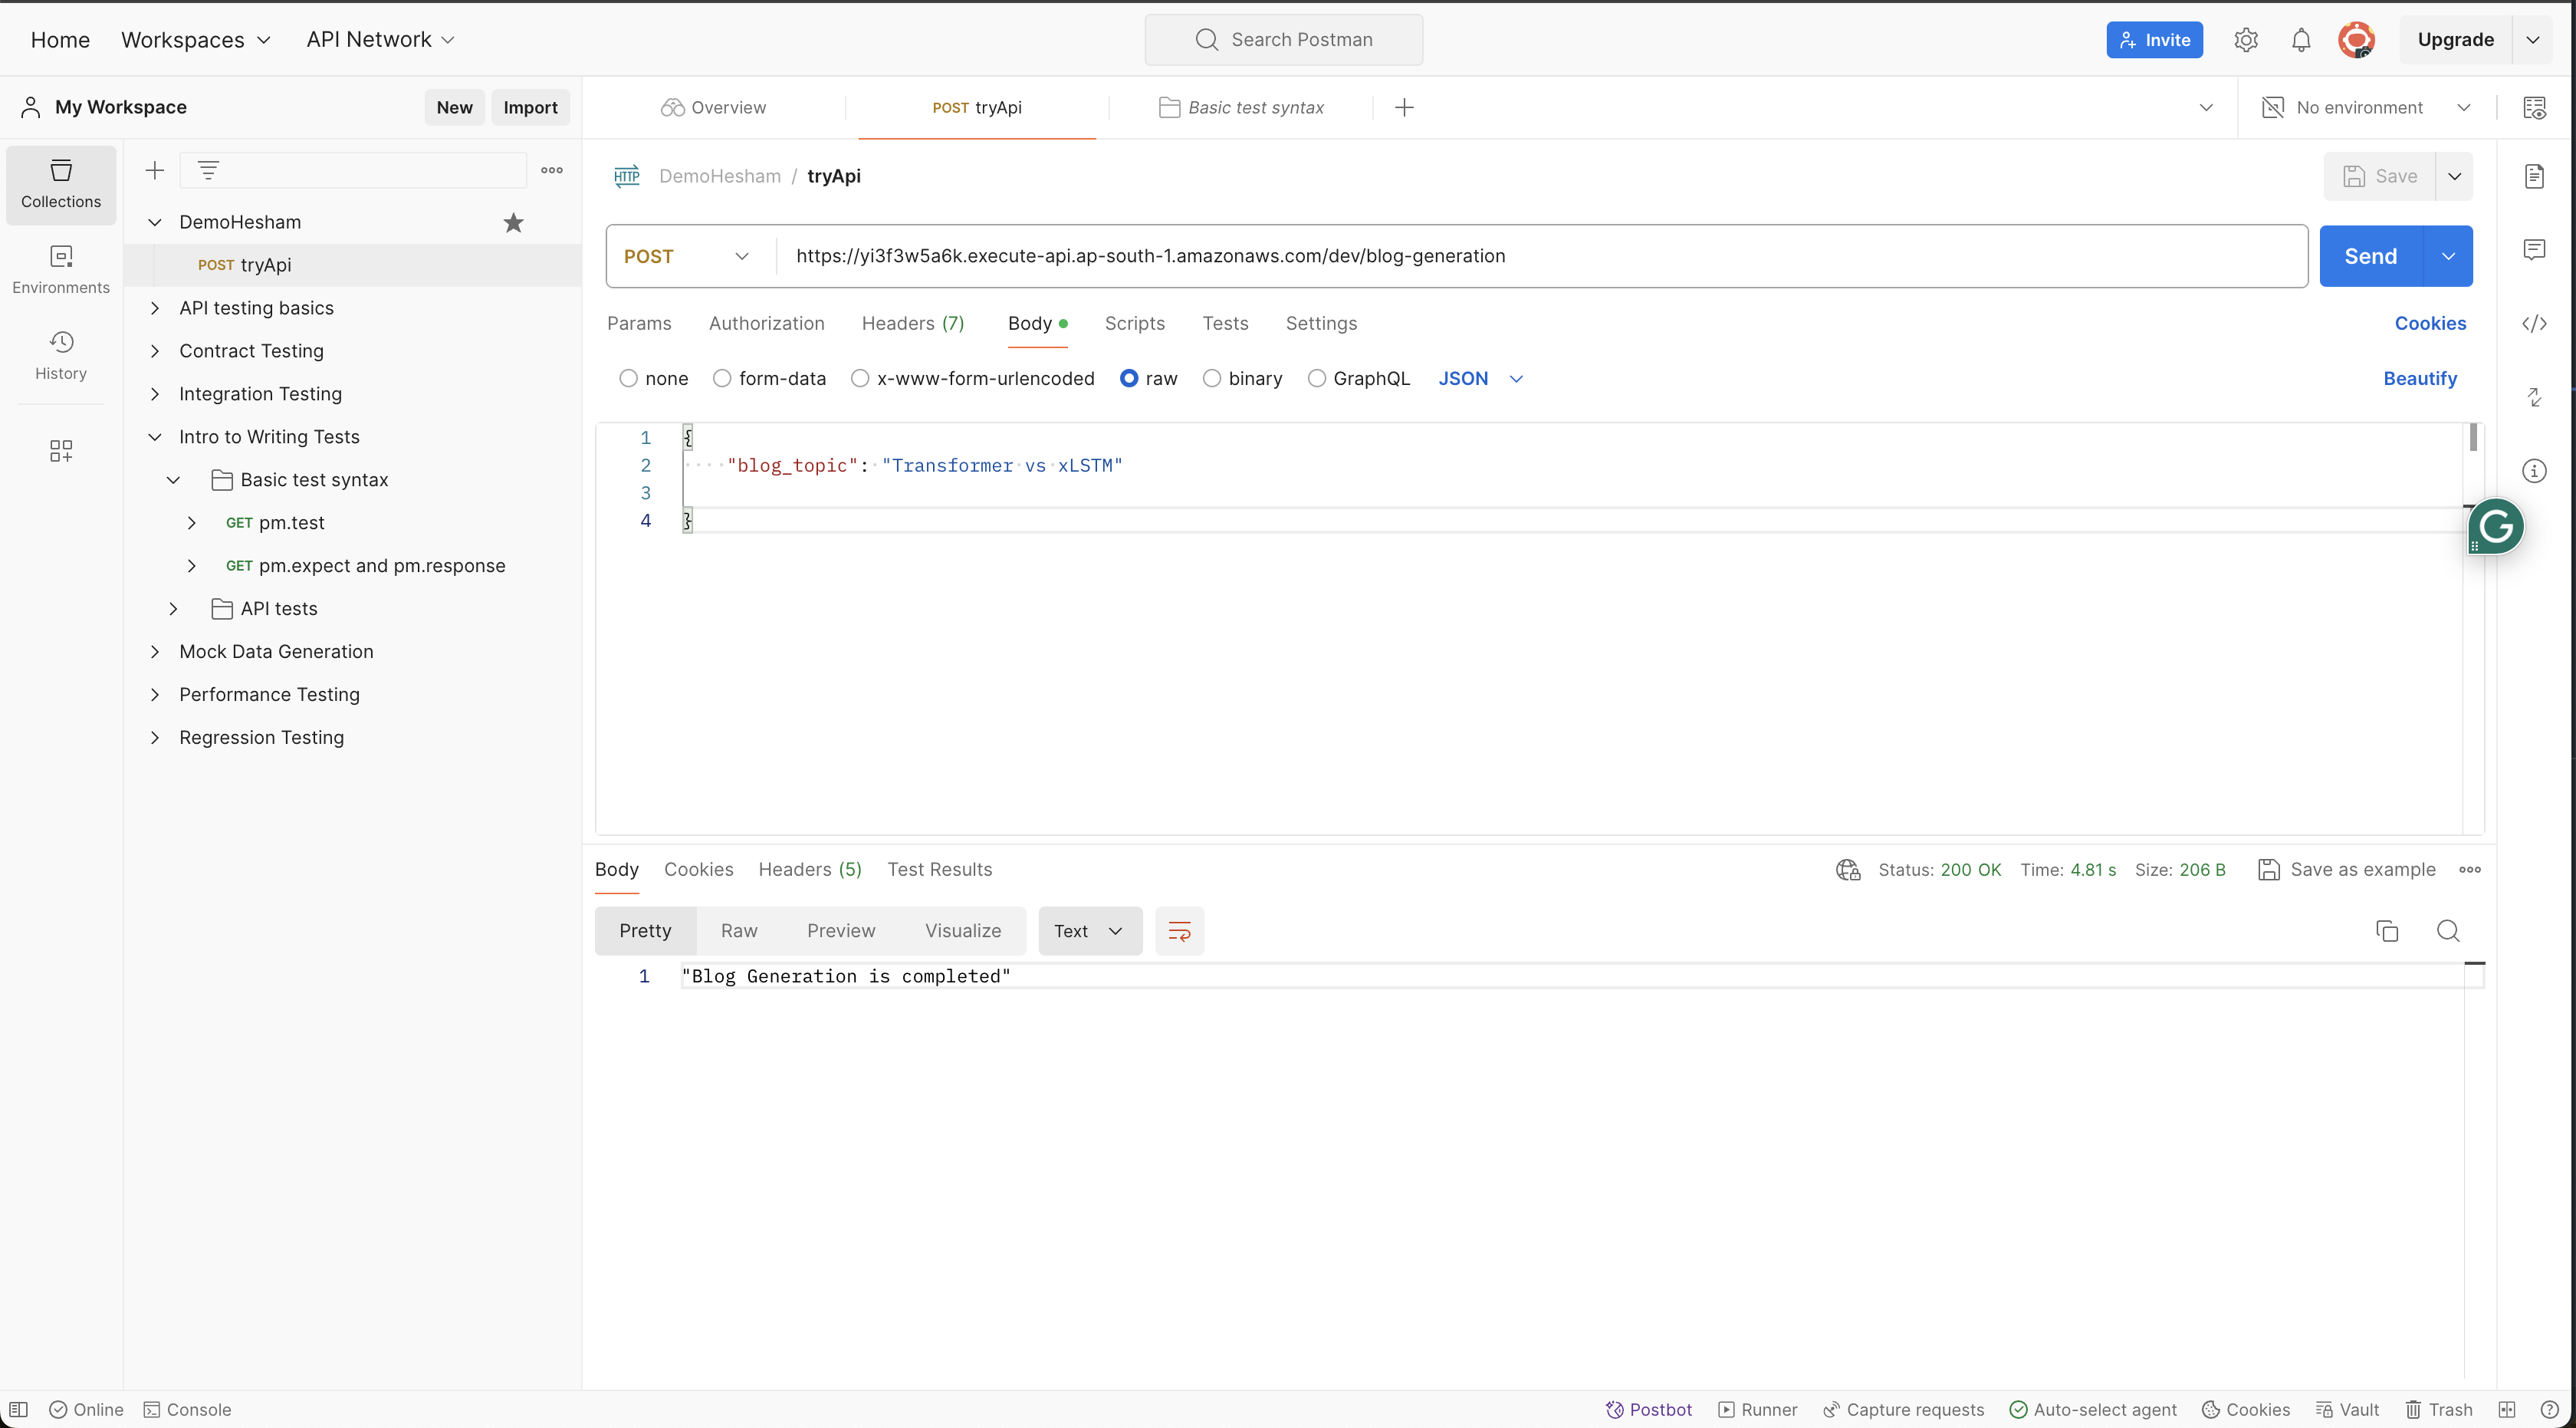 Home Workspaces API Network Search Postman Invite Upgrade
My Workspace New Import Overview POST tryApi Basic test syntax No environment
Collections
Environments
History
DemoHesham
POST tryApi
API testing basics
Contract Testing
Integration Testing
Intro to Writing Tests
Basic test syntax
GET pm.test
GET pm.expect and pm.response
API tests
Mock Data Generation
Performance Testing
Regression Testing
HTTP DemoHesham / tryApi Save
POST https://yi3f3w5a6k.execute-api.ap-south-1.amazonaws.com/dev/blog-generation Send
Params Authorization Headers (7) Body Scripts Tests Settings Cookies
none form-data x-www-form-urlencoded raw binary GraphQL JSON Beautify
1 {
2 "blog_topic": "Transformer vs xLSTM"
3
4 }
Body Cookies Headers (5) Test Results Status: 200 OK Time: 4.81 s Size: 206 B Save as example
Pretty Raw Preview Visualize Text
1 "Blog Generation is completed"
Online Console Postbot Runner Capture requests Auto-select agent Cookies Vault Trash